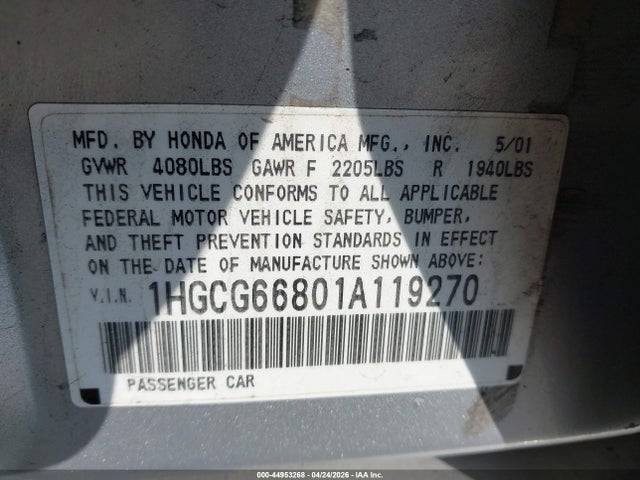 MFD. BY HONDA OF AMERICA MFG., INC. 5/01
GVWR 4080LBS GAWR F 2205LBS R 1940LBS
THIS VEHICLE CONFORMS TO ALL APPLICABLE
FEDERAL MOTOR VEHICLE SAFETY, BUMPER,
AND THEFT PREVENTION STANDARDS IN EFFECT
ON THE DATE OF MANUFACTURE SHOWN ABOVE:
V.I.N. 1HGCG66801A119270
PASSENGER CAR
000-44953268 - 04/24/2026 - IAA Inc.